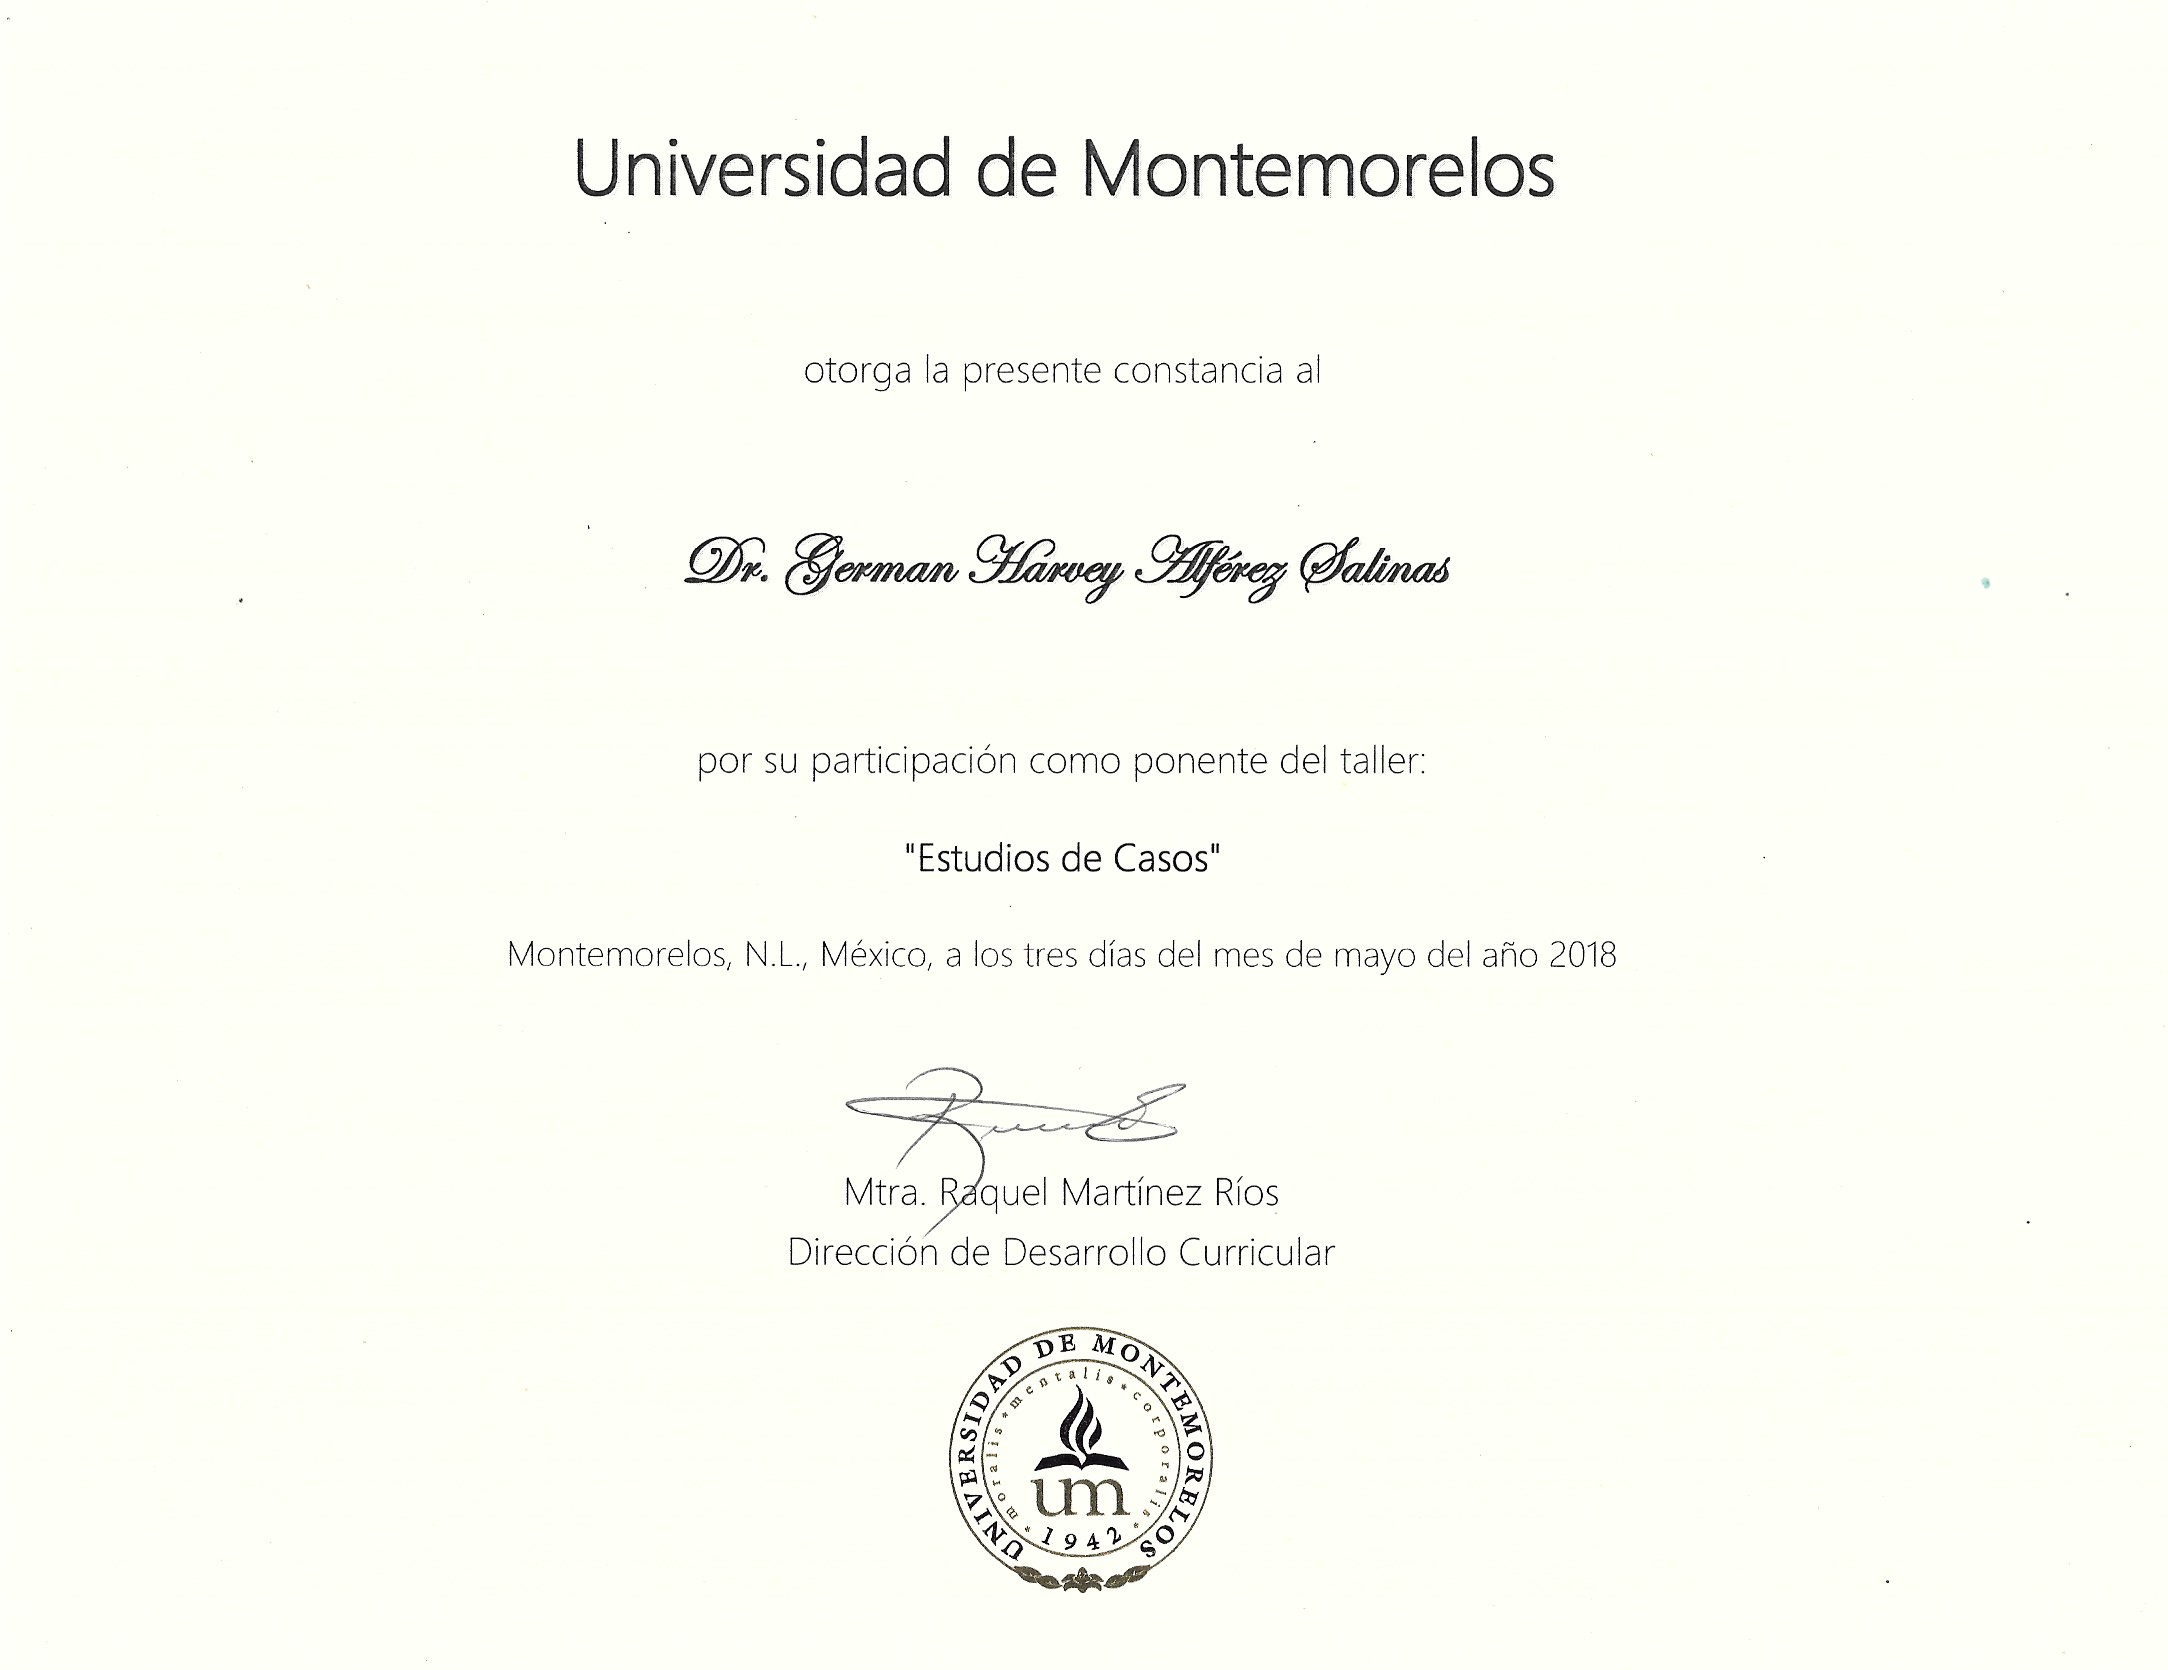 Universidad de Montemorelos
otorga la presente constancia al
Dr. German Harvey Alférez Salinas
por su participación como ponente del taller:
"Estudios de Casos"
Montemorelos, N.L., México, a los tres días del mes de mayo del año 2018
Mtra. Raquel Martínez Ríos
Dirección de Desarrollo Curricular
UNIVERSIDAD DE MONTEMORELOS
moralis * mentalis * corporalis
um
* 1942 *